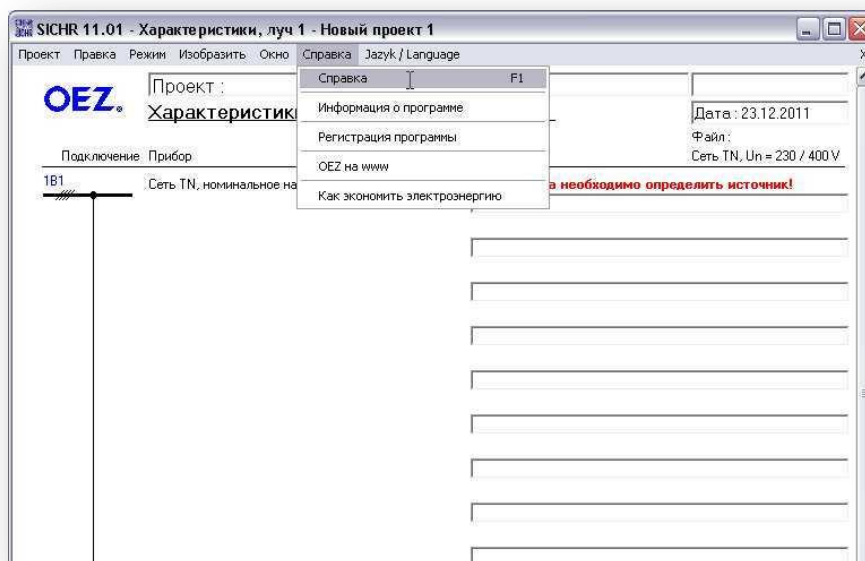 SICHR 11.01 - Характеристики, луч 1 - Новый проект 1
Проект Правка Режим Изобразить Окно Справка Jazyk / Language
Справка F1
Информация о программе
Регистрация программы
OEZ на www
Как экономить электроэнергию
OEZ.
Проект :
Характеристик
Дата : 23.12.2011
Файл :
Подключение Прибор
Сеть TN, Un = 230 / 400 V
1B1
Сеть TN, номинальное на
а необходимо определить источник!